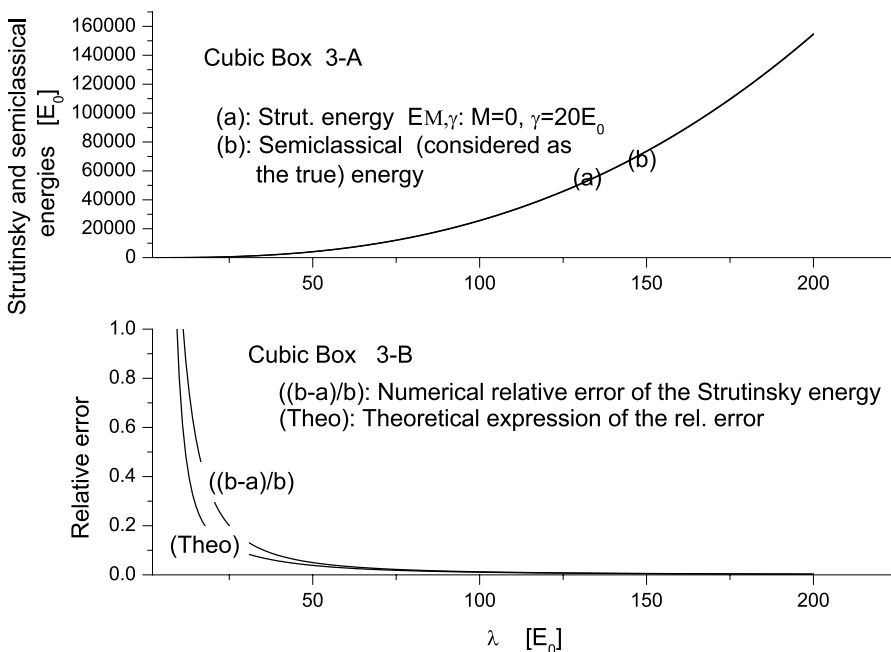 Strutinsky and semiclassical
energies [E0]
160000
140000
120000
100000
80000
60000
40000
20000
0
Cubic Box 3-A
(a): Strut. energy EM,γ: M=0, γ=20E0
(b): Semiclassical (considered as
the true) energy
(a)
(b)
50
100
150
200
Relative error
1.0
0.8
0.6
0.4
0.2
0.0
Cubic Box 3-B
((b-a)/b): Numerical relative error of the Strutinsky energy
(Theo): Theoretical expression of the rel. error
((b-a)/b)
(Theo)
50
100
150
200
λ [E0]